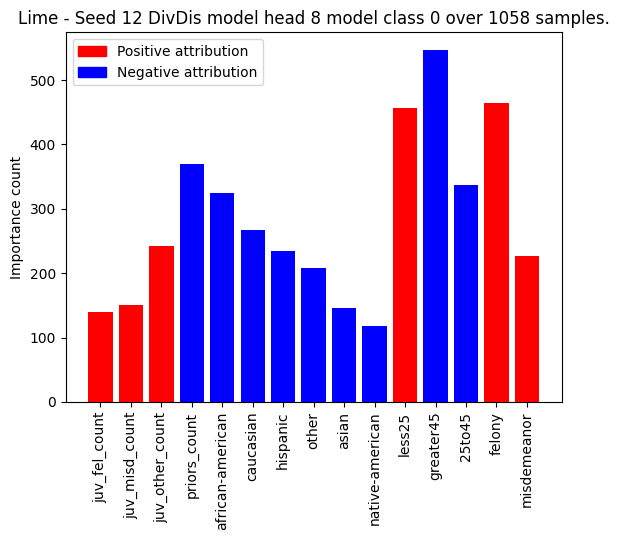 Lime - Seed 12 DivDis model head 8 model class 0 over 1058 samples.
Positive attribution
Negative attribution
Importance count
500
400
300
200
100
0
juv_fel_count
juv_misd_count
juv_other_count
priors_count
african-american
caucasian
hispanic
other
asian
native-american
less25
greater45
25to45
felony
misdemeanor